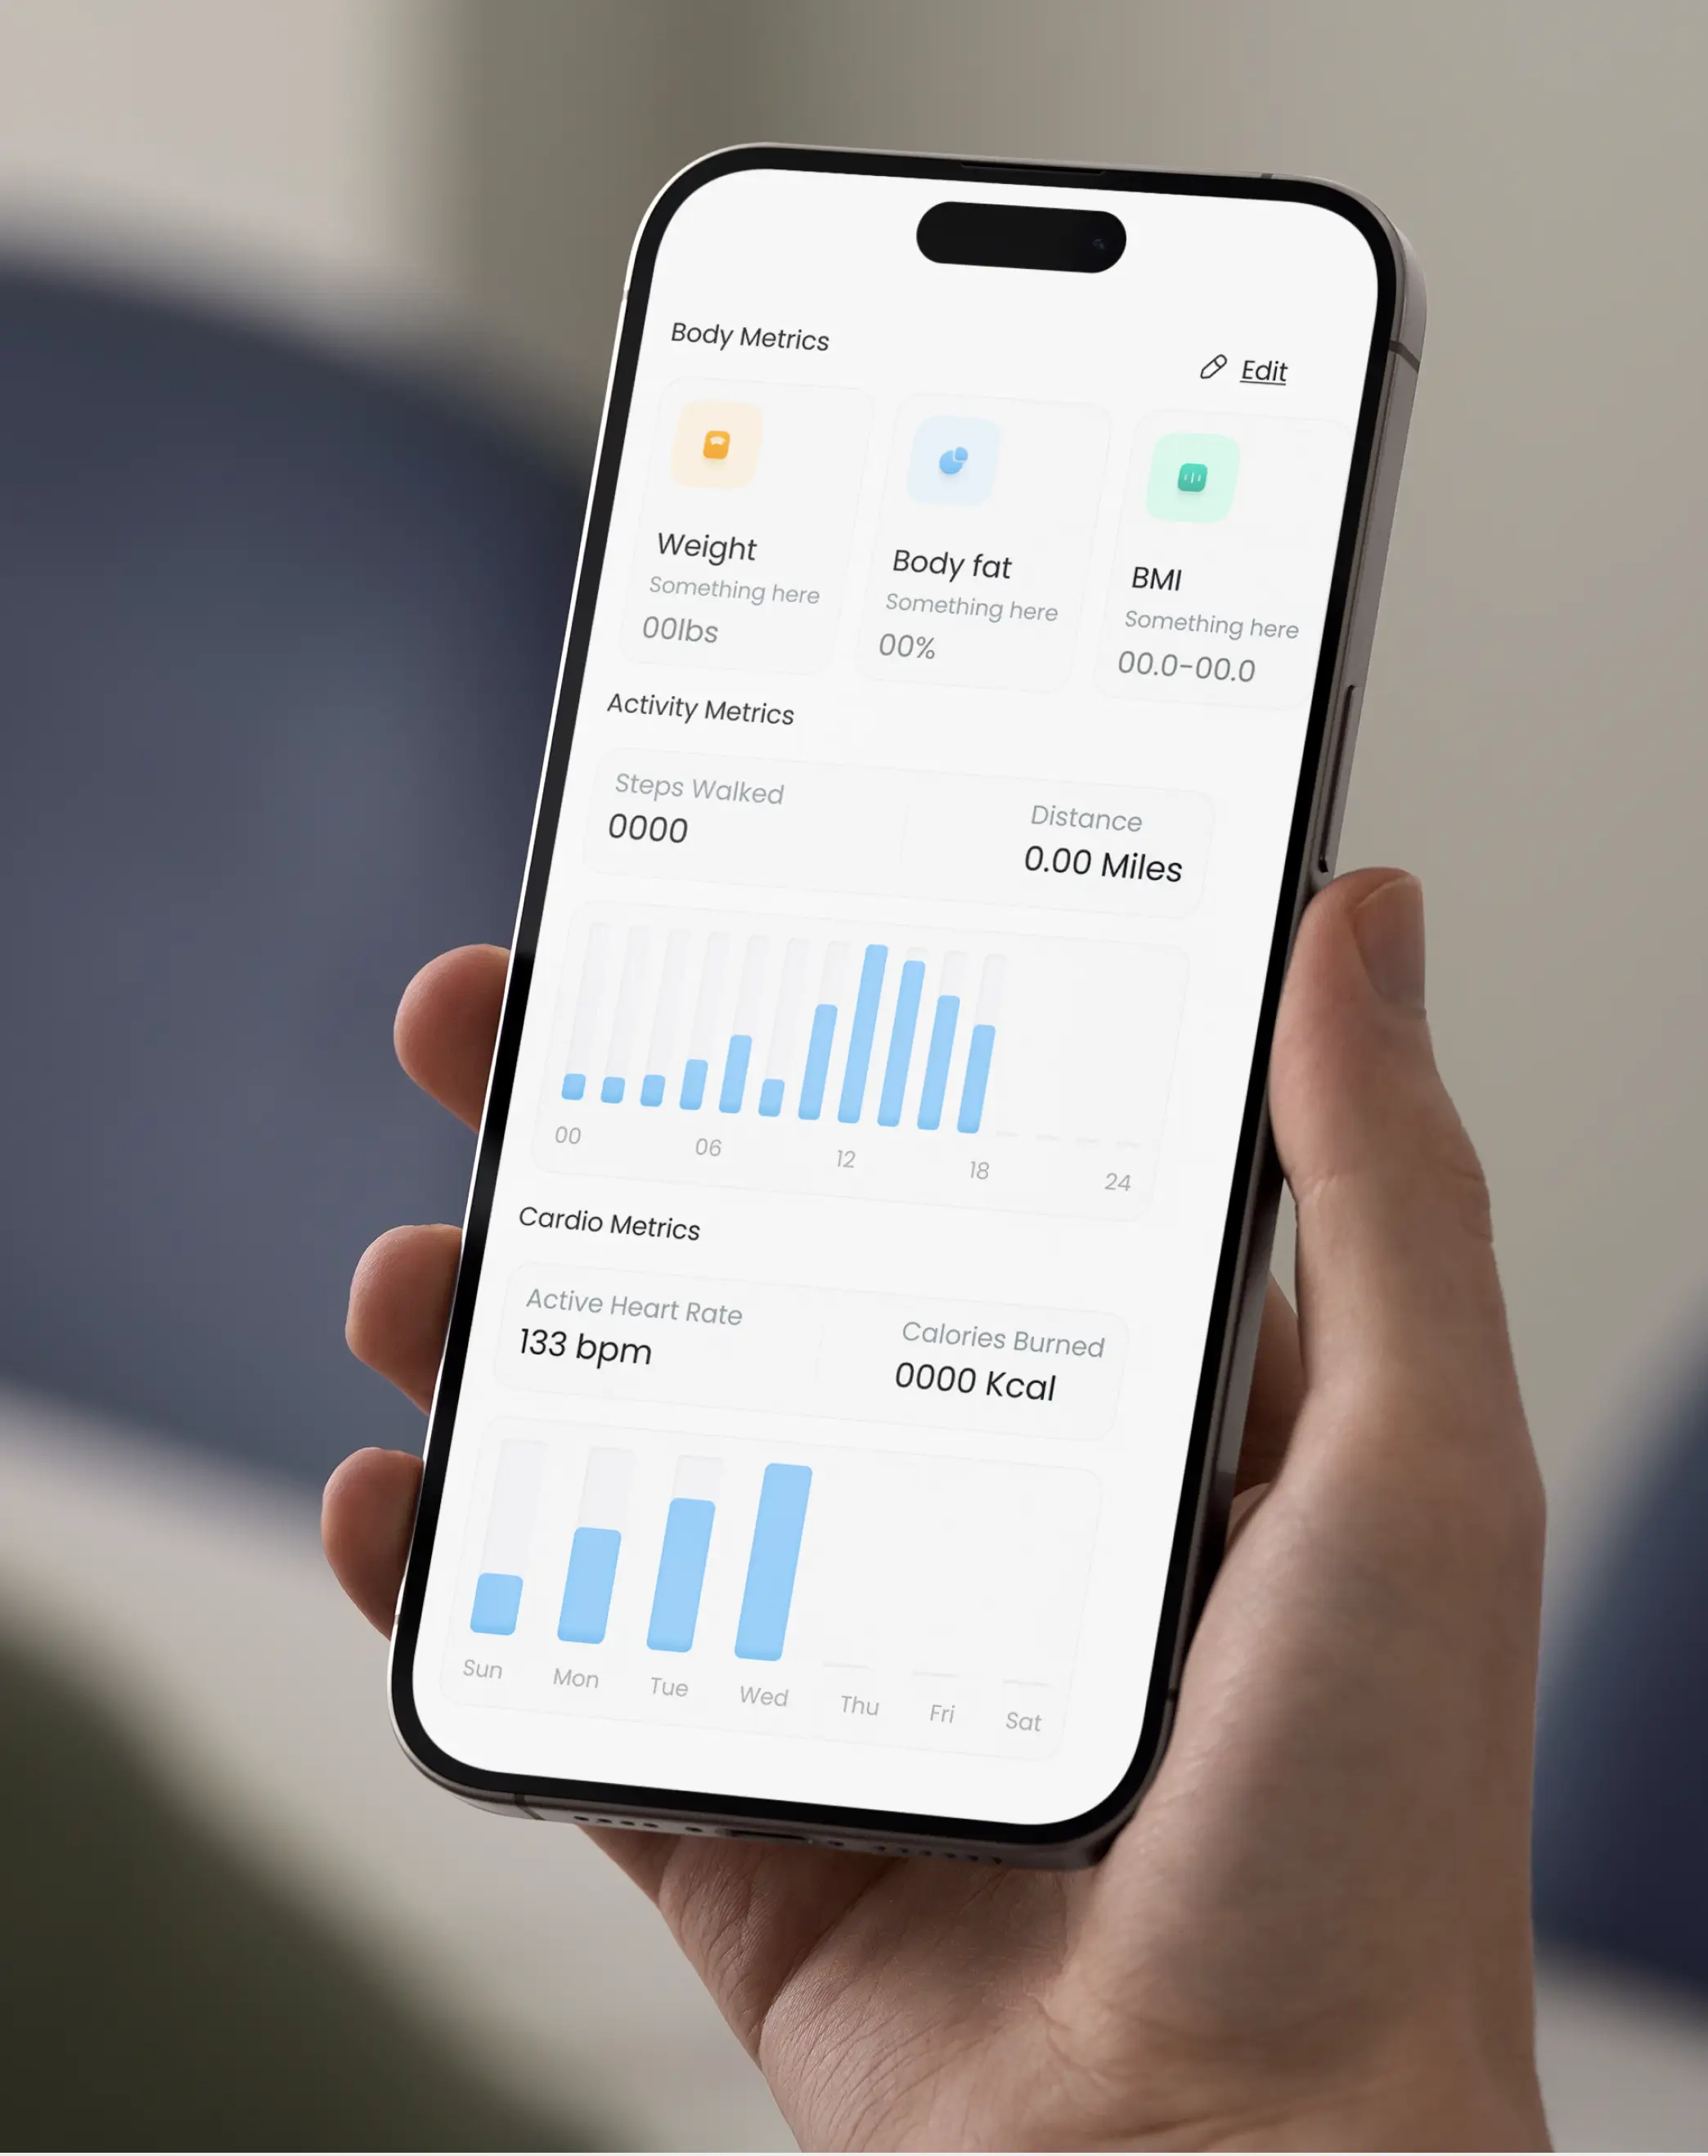 Body Metrics
Edit
Weight
Something here
00lbs
Body fat
Something here
00%
BMI
Something here
00.0-00.0
Activity Metrics
Steps Walked
0000
Distance
0.00 Miles
00 06 12 18 24
Cardio Metrics
Active Heart Rate
133 bpm
Calories Burned
0000 Kcal
Sun Mon Tue Wed Thu Fri Sat